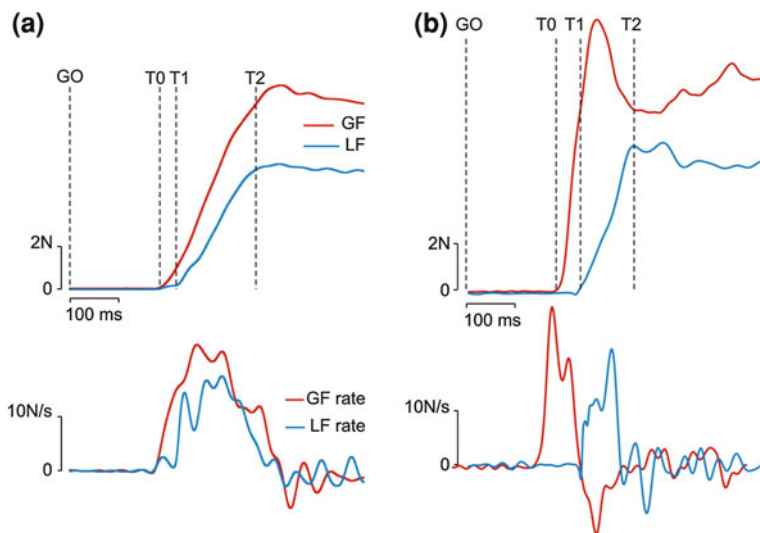 (a)
GO T0 T1 T2
GF
LF
2N
0
100 ms
GF rate
LF rate
10N/s
0
(b)
GO T0 T1 T2
2N
0
100 ms
10N/s
0